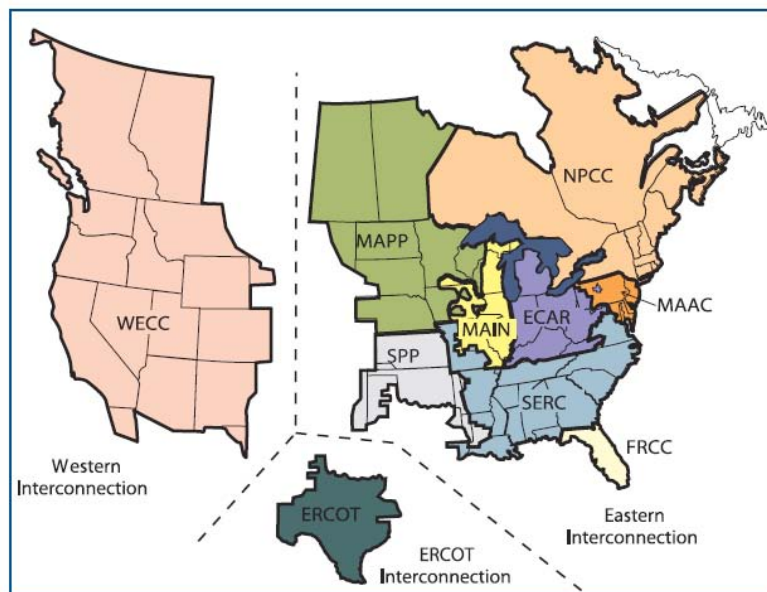 NPCC
MAPP
WECC
MAIN
ECAR
MAAC
SPP
SERC
FRCC
Western
Interconnection
ERCOT
ERCOT
Interconnection
Eastern
Interconnection